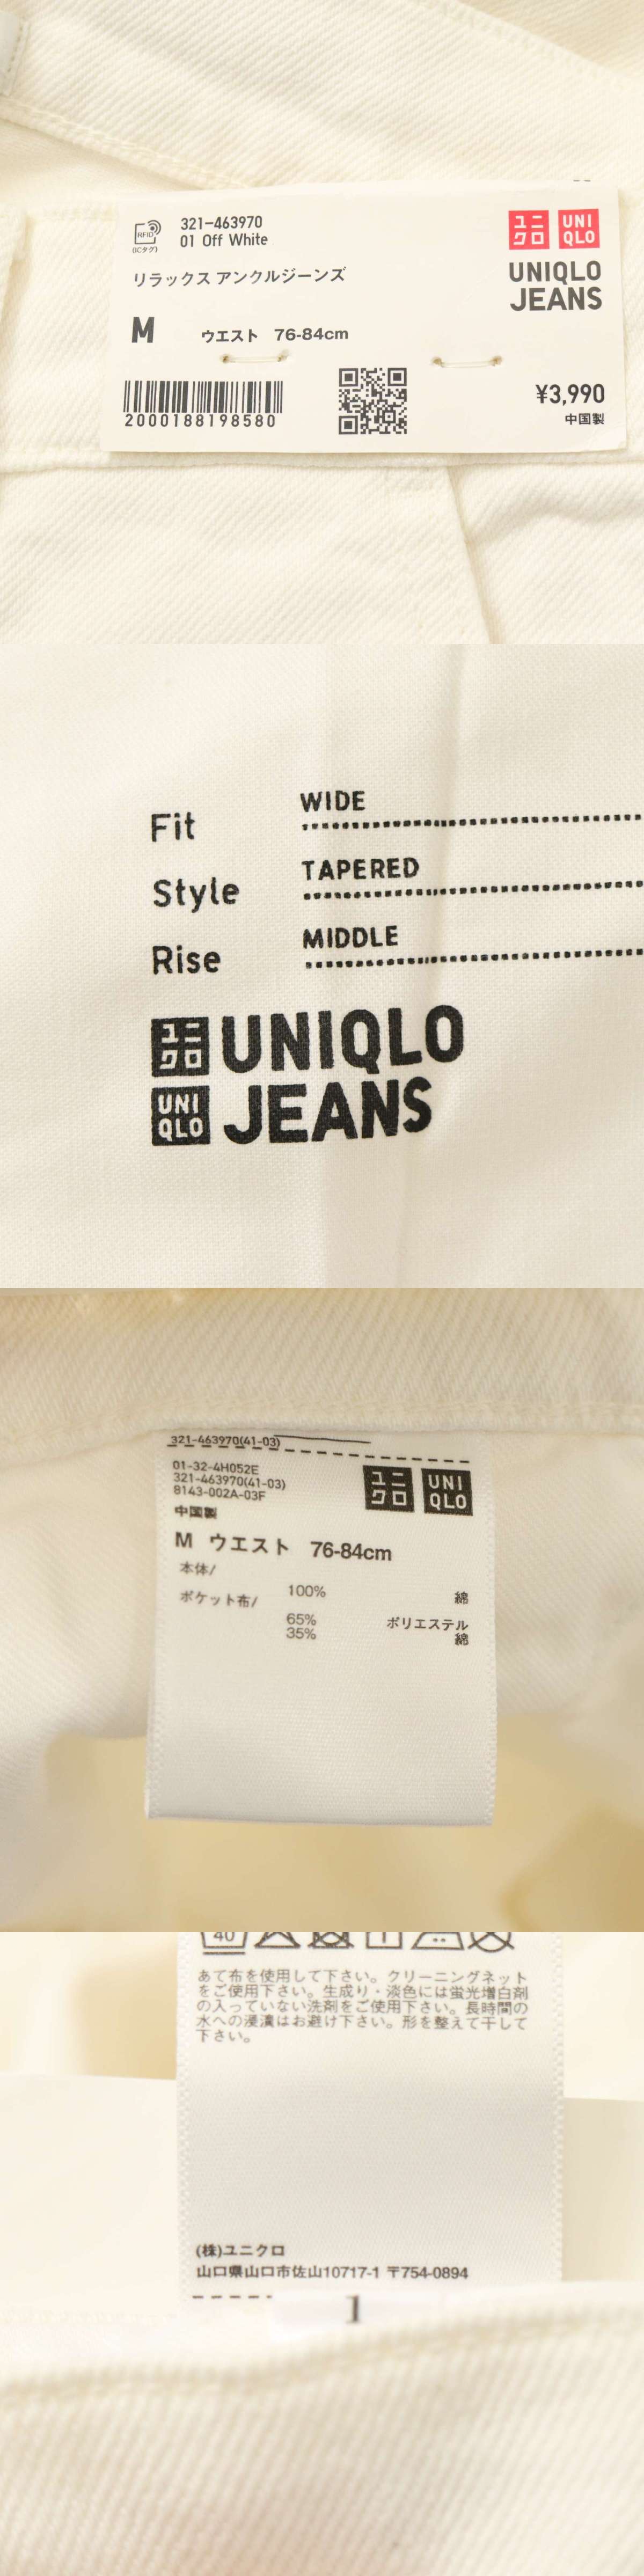 321-463970
01 Off White
RFID
(ICタグ)
ユニクロ
UNIQLO
UNIQLO
JEANS
リラックス アンクルジーンズ
M ウエスト 76-84cm
2000188198580
¥3,990
中国製
Fit WIDE
Style TAPERED
Rise MIDDLE
ユニクロ UNIQLO
UNIQLO JEANS
321-463970(41-03)
01-32-4H052E
321-463970(41-03)
8143-002A-03F
中国製
ユニクロ
UNIQLO
M ウエスト 76-84cm
本体/
100% 綿
ポケット布/
65% ポリエステル
35% 綿
40
あて布を使用して下さい。クリーニングネット
をご使用下さい。生成り・淡色には蛍光増白剤
の入っていない洗剤をご使用下さい。長時間の
水への浸漬はお避け下さい。形を整えて干して
下さい。
(株)ユニクロ
山口県山口市佐山10717-1 〒754-0894
1